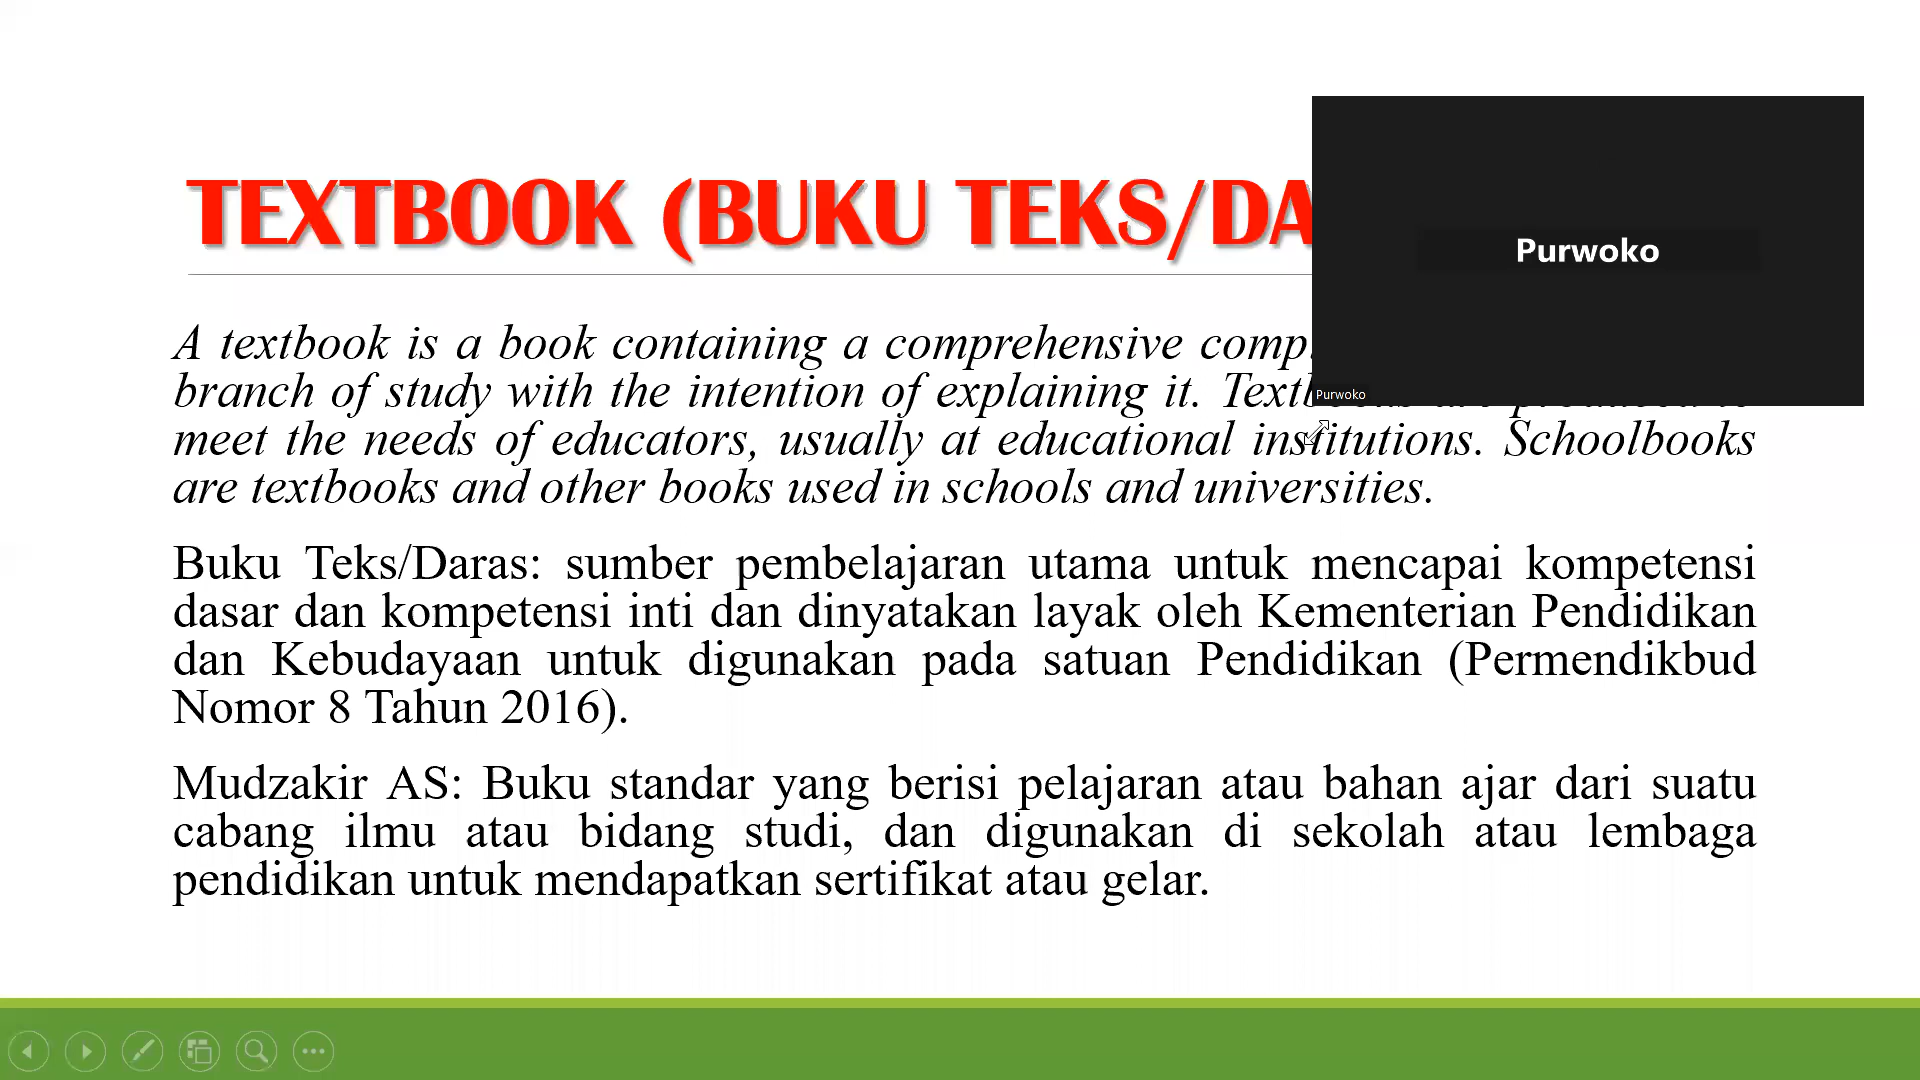 TEXTBOOK (BUKU TEKS/DA
Purwoko
A textbook is a book containing a comprehensive comp
branch of study with the intention of explaining it.
Purwoko
meet the needs of educators, usually at educational institutions. Schoolbooks
are textbooks and other books used in schools and universities.
Buku Teks/Daras: sumber pembelajaran utama untuk mencapai kompetensi
dasar dan kompetensi inti dan dinyatakan layak oleh Kementerian Pendidikan
dan Kebudayaan untuk digunakan pada satuan Pendidikan (Permendikbud
Nomor 8 Tahun 2016).
Mudzakir AS: Buku standar yang berisi pelajaran atau bahan ajar dari suatu
cabang ilmu atau bidang studi, dan digunakan di sekolah atau lembaga
pendidikan untuk mendapatkan sertifikat atau gelar.